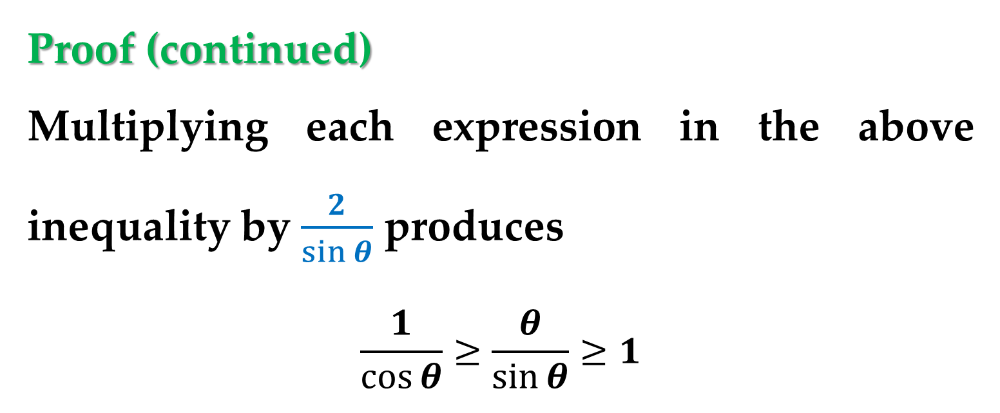 Proof (continued)
Multiplying each expression in the above
inequality by 2/sin θ produces
1/cos θ ≥ θ/sin θ ≥ 1